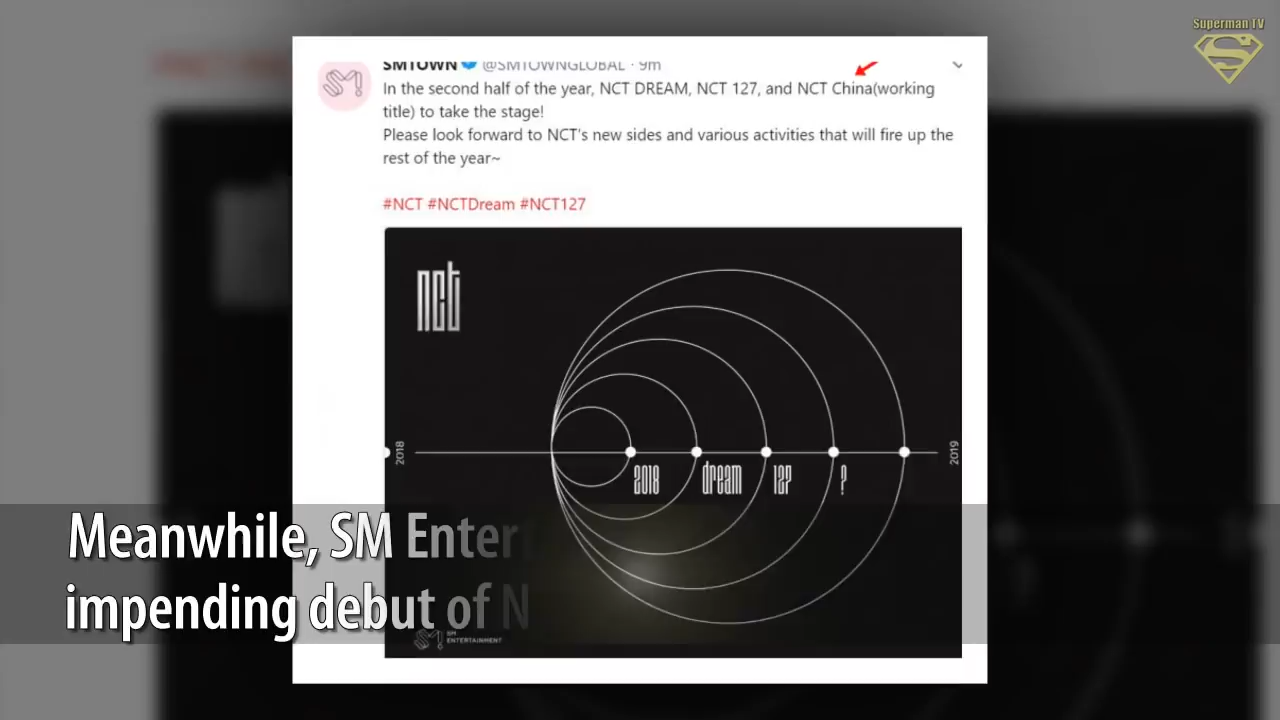 Superman TV
SMTOWN @SMTOWNGLOBAL · 9m
In the second half of the year, NCT DREAM, NCT 127, and NCT China(working
title) to take the stage!
Please look forward to NCT's new sides and various activities that will fire up the
rest of the year~
#NCT #NCTDream #NCT127
nct
2018
2019
2018 dream 127 ?
Meanwhile, SM Enter
impending debut of N
SM
ENTERTAINMENT